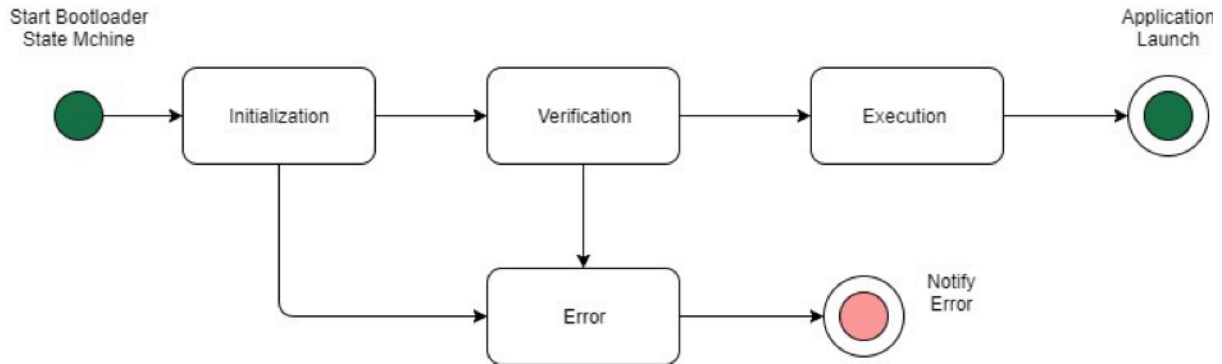 Start Bootloader
State Mchine
Application
Launch
Initialization
Verification
Execution
Error
Notify
Error